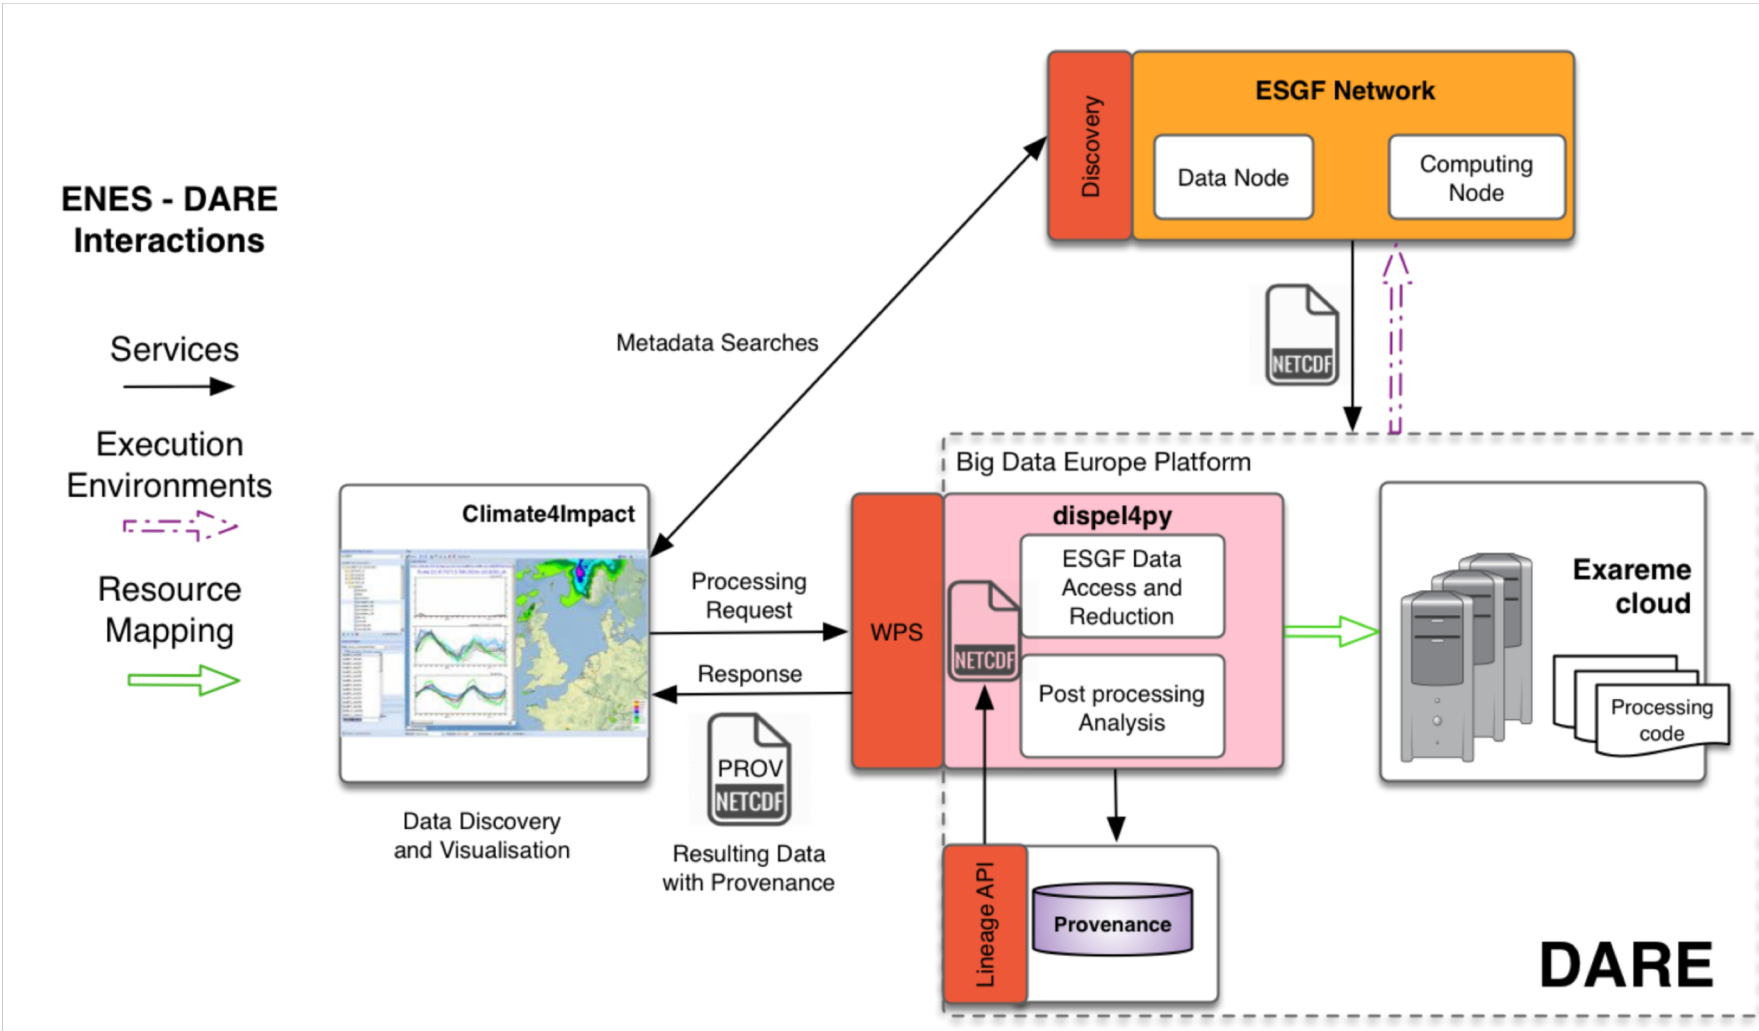 ENES - DARE
Interactions
Services
Execution
Environments
Resource
Mapping
Discovery
ESGF Network
Data Node
Computing
Node
Metadata Searches
NETCDF
Big Data Europe Platform
Climate4Impact
Data Discovery
and Visualisation
Processing
Request
Response
PROV
NETCDF
Resulting Data
with Provenance
WPS
dispel4py
ESGF Data
Access and
Reduction
NETCDF
Post processing
Analysis
Exareme
cloud
Processing
code
Lineage API
Provenance
DARE